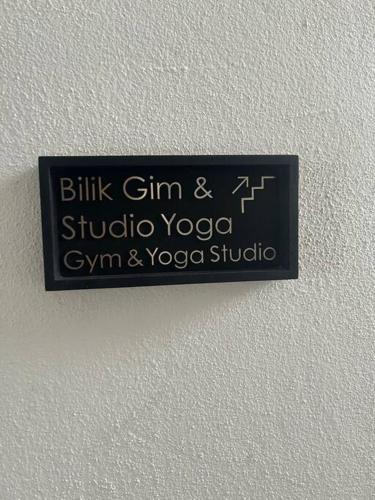 Bilik Gim &
Studio Yoga
Gym & Yoga Studio